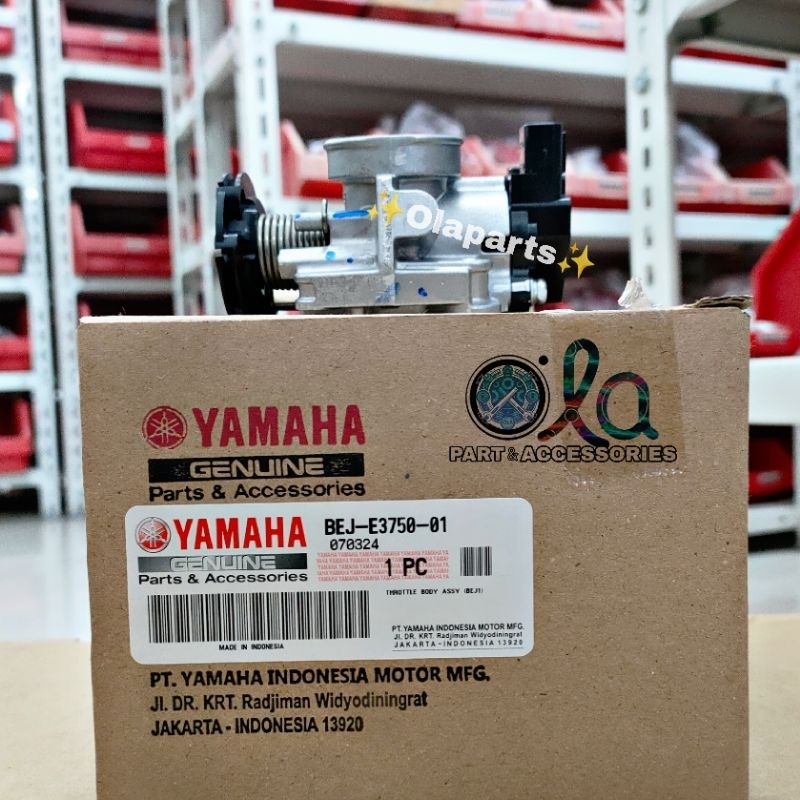 ✨Olaparts✨
Ola
PART & ACCESSORIES
YAMAHA
GENUINE
Parts & Accessories
YAMAHA
GENUINE
Parts & Accessories
BEJ-E3750-01
070324
1 PC
THROTTLE BODY ASSY (BEJ1)
MADE IN INDONESIA
PT. YAMAHA INDONESIA MOTOR MFG.
Jl. DR. KRT. Radjiman Widyodiningrat
JAKARTA - INDONESIA 13920
PT. YAMAHA INDONESIA MOTOR MFG.
Jl. DR. KRT. Radjiman Widyodiningrat
JAKARTA - INDONESIA 13920